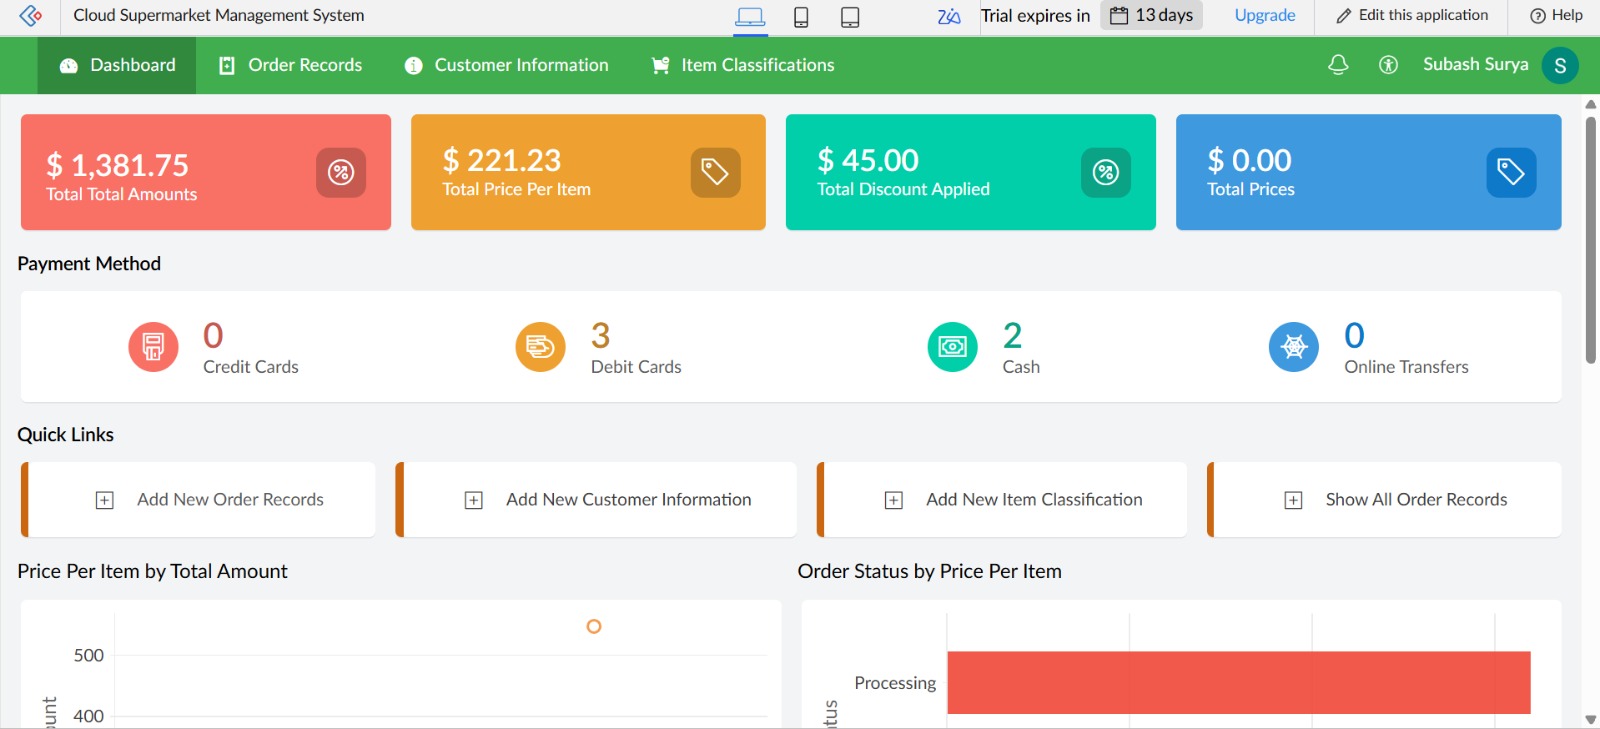 Cloud Supermarket Management System
Trial expires in 13 days Upgrade Edit this application Help
Dashboard Order Records Customer Information Item Classifications Subash Surya S
$ 1,381.75 $ 221.23 $ 45.00 $ 0.00
Total Total Amounts Total Price Per Item Total Discount Applied Total Prices
Payment Method
0 3 2 0
Credit Cards Debit Cards Cash Online Transfers
Quick Links
Add New Order Records Add New Customer Information Add New Item Classification Show All Order Records
Price Per Item by Total Amount Order Status by Price Per Item
500
Processing
400